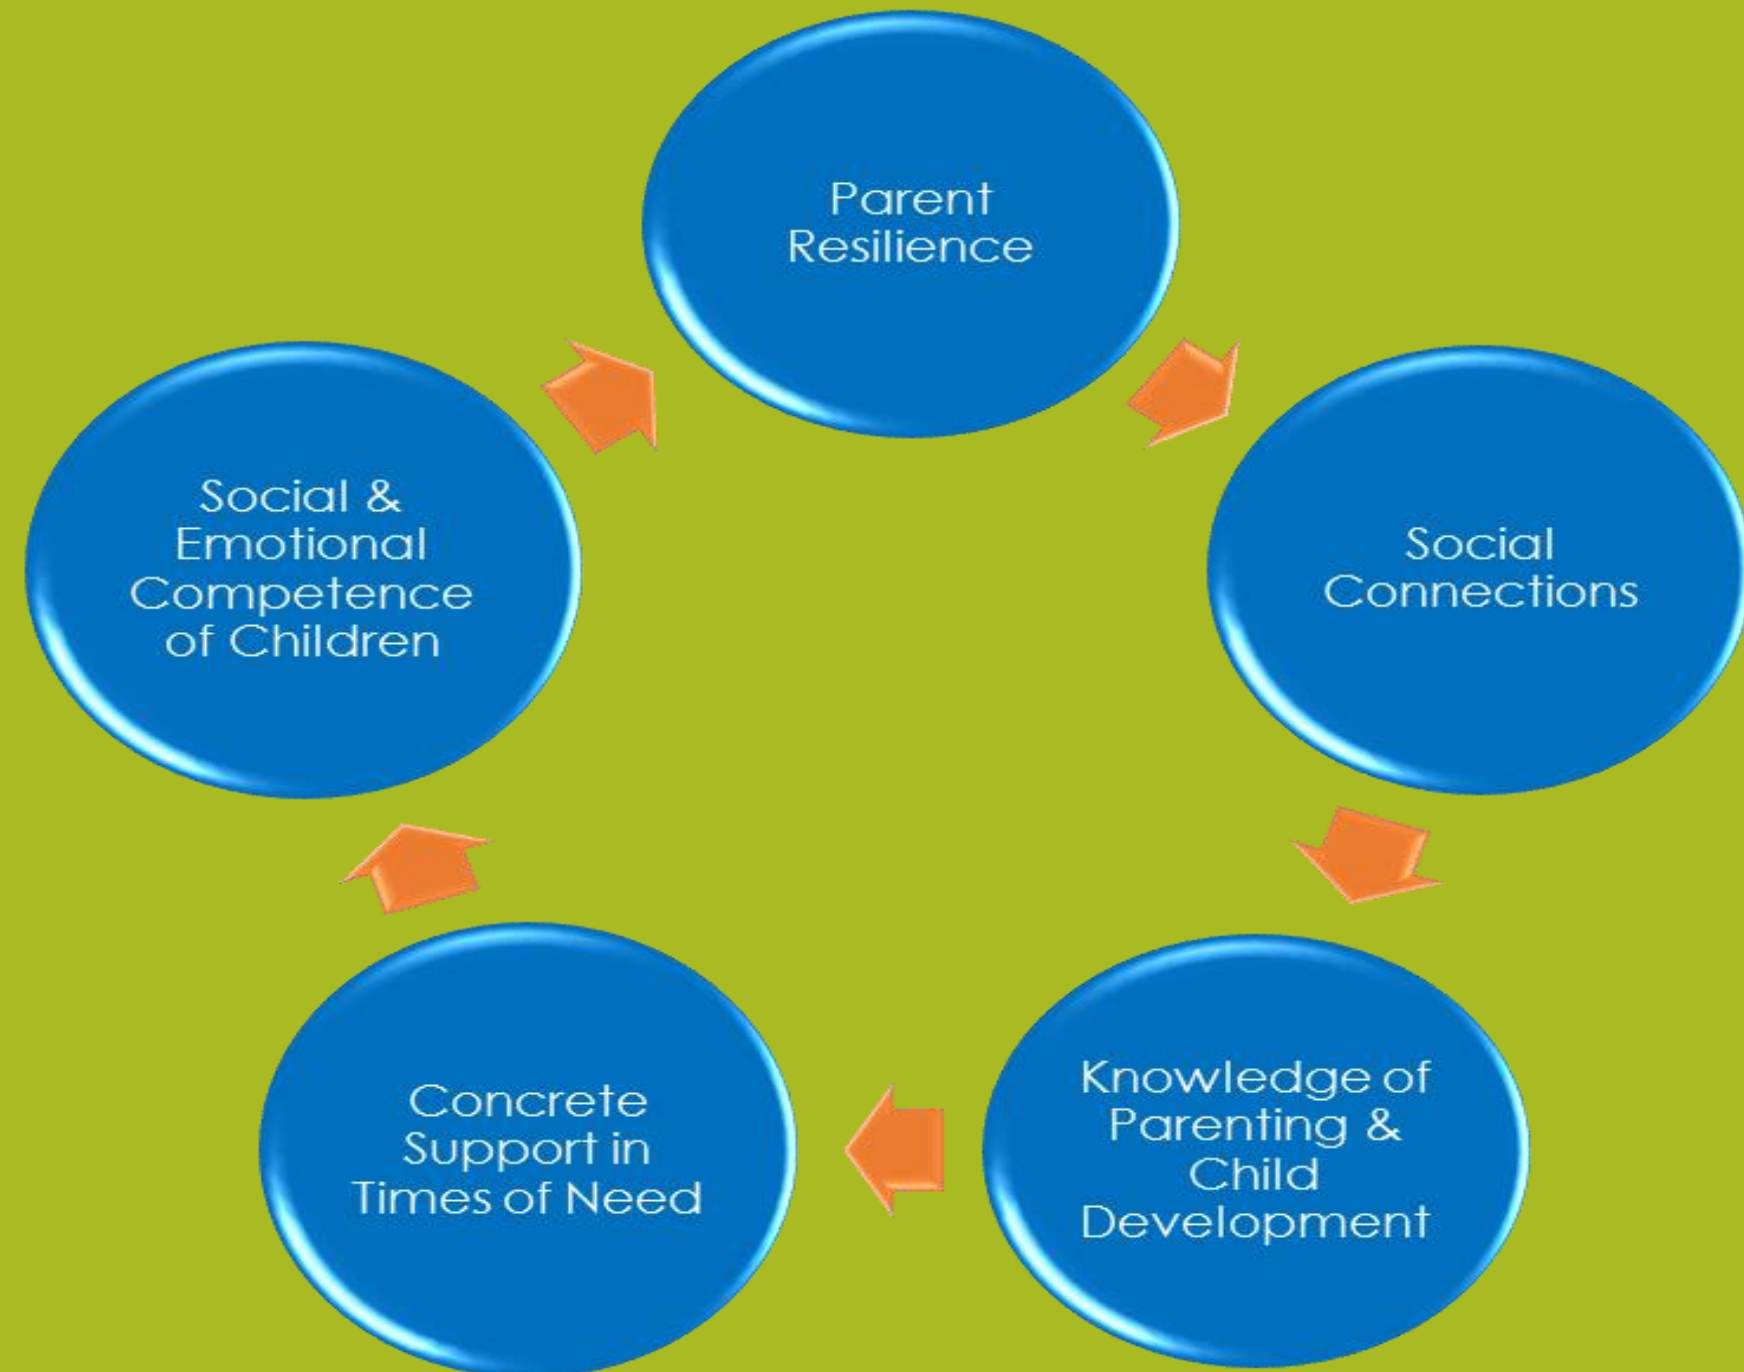 Parent
Resilience
Social
Connections
Knowledge of
Parenting &
Child
Development
Concrete
Support in
Times of Need
Social &
Emotional
Competence
of Children